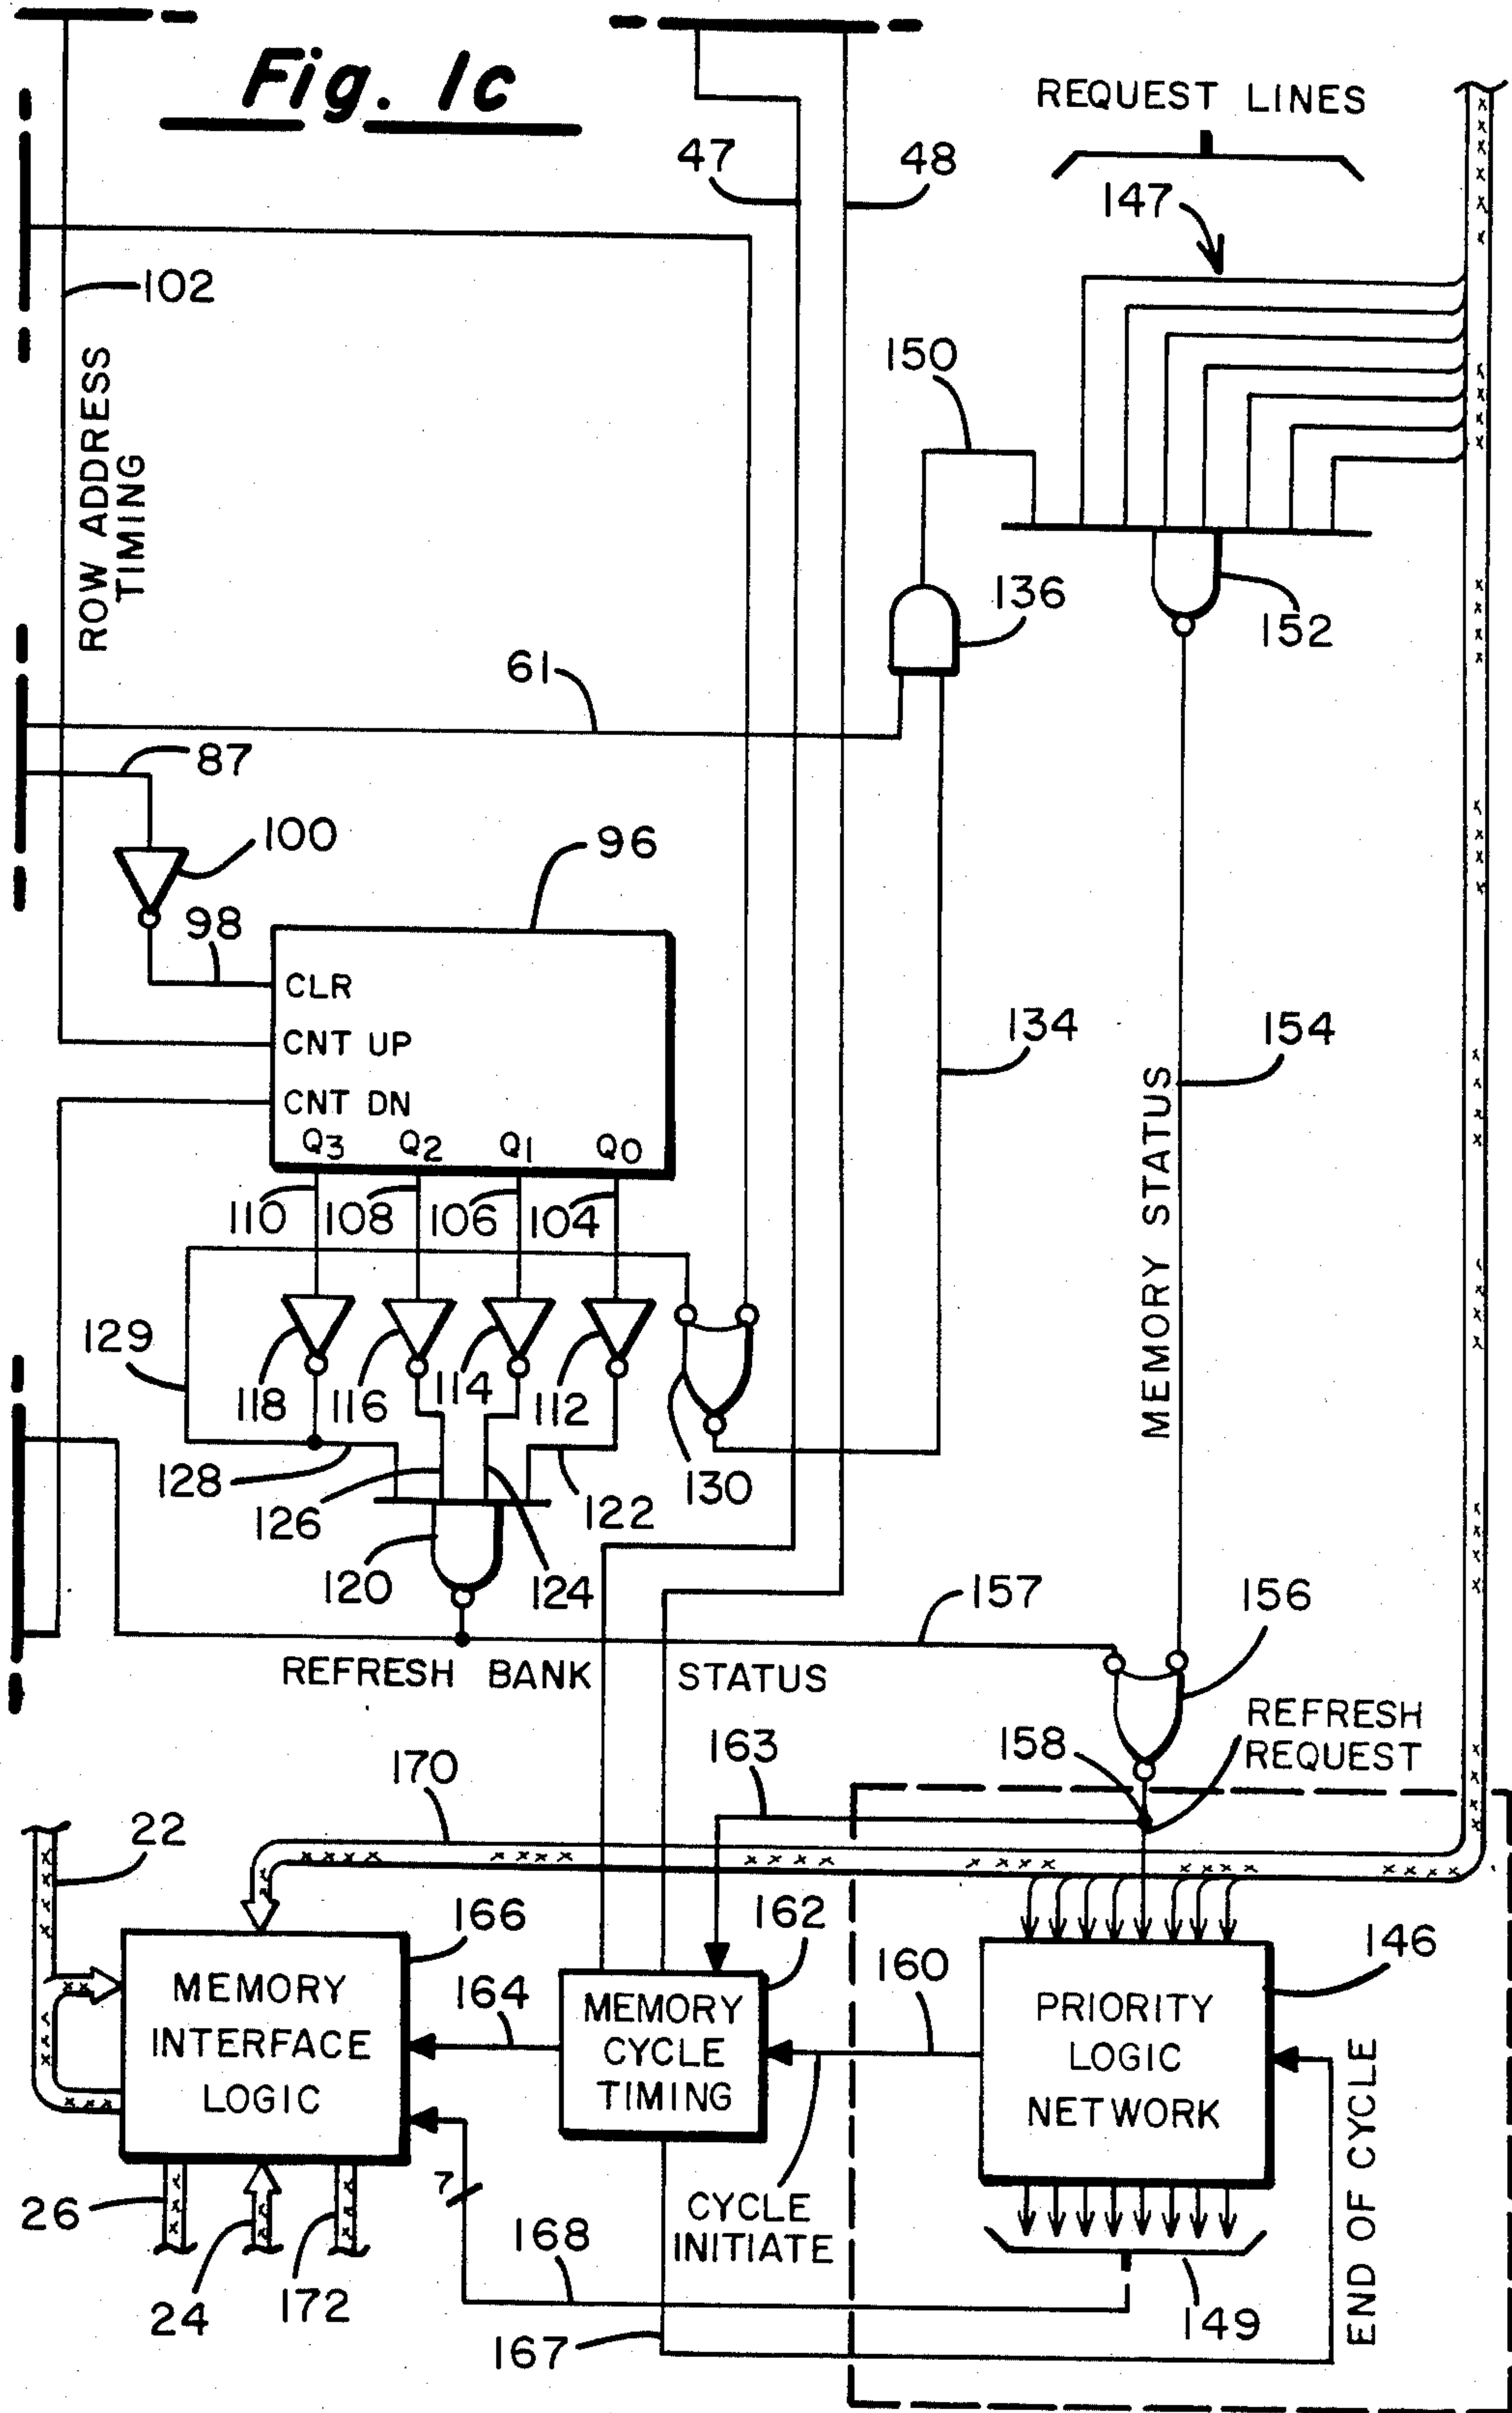 Fig. 1c
REQUEST LINES
47
48
147
102
ROW ADDRESS
TIMING
150
136
152
61
87
100
96
98
CLR
CNT UP
CNT DN
Q3 Q2 Q1 Q0
134
154
MEMORY STATUS
110 108 106 104
129
118 116 114 112
130
128
126
122
120
124
157
156
REFRESH BANK STATUS
REFRESH
REQUEST
158
163
170
22
166
162
146
160
164
MEMORY
INTERFACE
LOGIC
MEMORY
CYCLE
TIMING
PRIORITY
LOGIC
NETWORK
END OF CYCLE
7
26
24
172
168
CYCLE
INITIATE
149
167